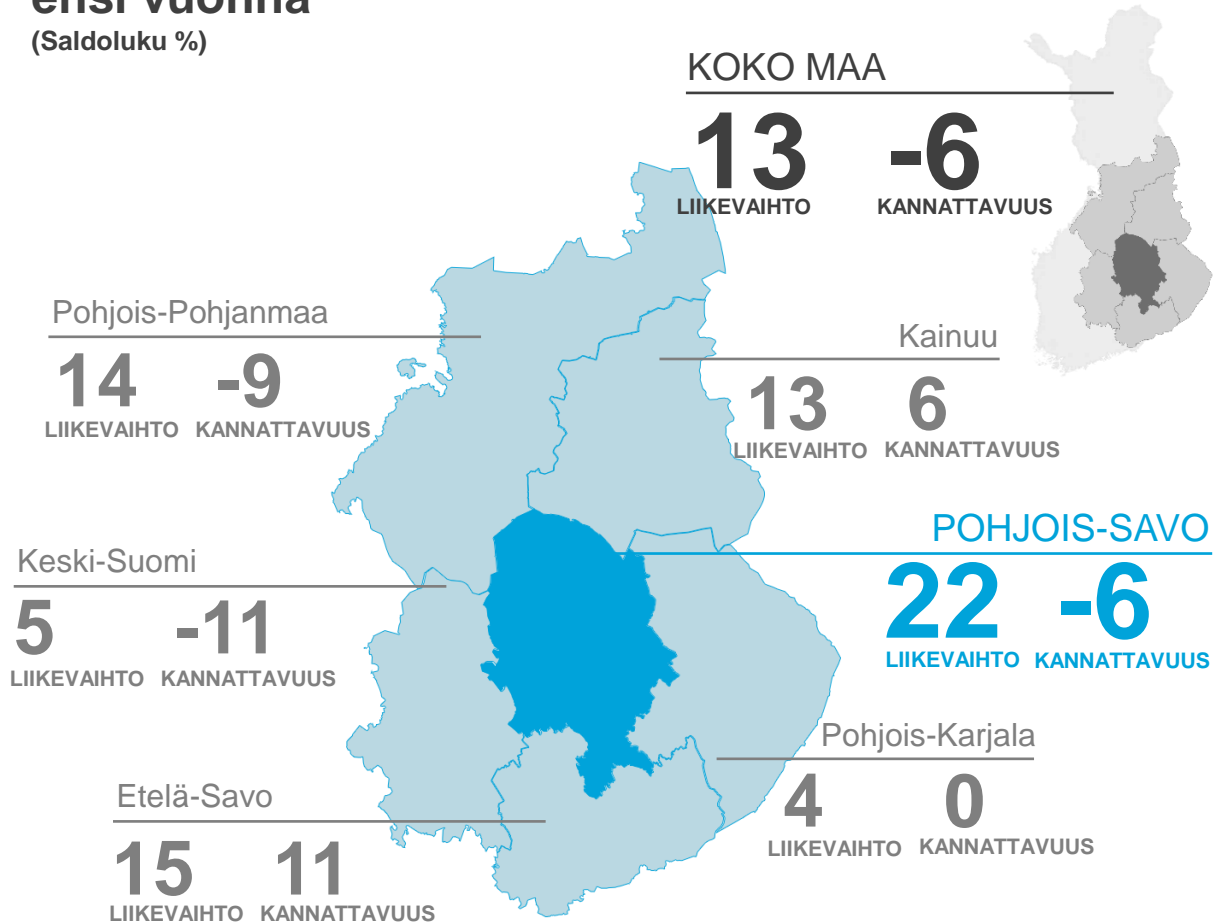 ensi vuonna
(Saldoluku %)
KOKO MAA
13 -6
LIIKEVAIHTO KANNATTAVUUS
Pohjois-Pohjanmaa
14 -9
LIIKEVAIHTO KANNATTAVUUS
Kainuu
13 6
LIIKEVAIHTO KANNATTAVUUS
POHJOIS-SAVO
22 -6
LIIKEVAIHTO KANNATTAVUUS
Keski-Suomi
5 -11
LIIKEVAIHTO KANNATTAVUUS
Pohjois-Karjala
4 0
LIIKEVAIHTO KANNATTAVUUS
Etelä-Savo
15 11
LIIKEVAIHTO KANNATTAVUUS